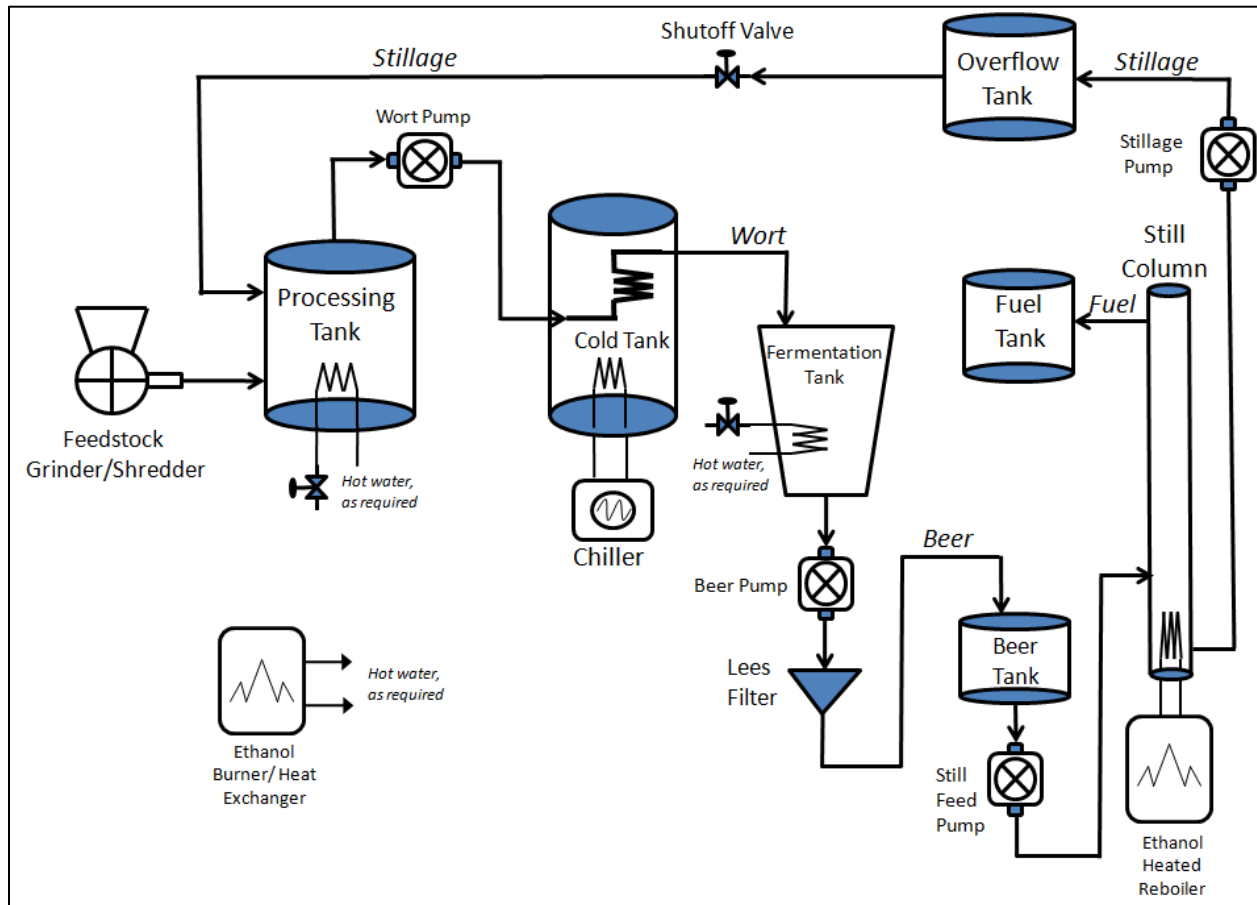 Shutoff Valve
Stillage
Overflow
Tank
Stillage
Wort Pump
Stillage
Pump
Processing
Tank
Wort
Still
Column
Cold Tank
Fermentation
Tank
Fuel
Tank
Fuel
Feedstock
Grinder/Shredder
Hot water,
as required
Chiller
Hot water,
as required
Beer Pump
Beer
Lees
Filter
Beer
Tank
Hot water,
as required
Ethanol
Burner/ Heat
Exchanger
Still
Feed
Pump
Ethanol
Heated
Reboiler